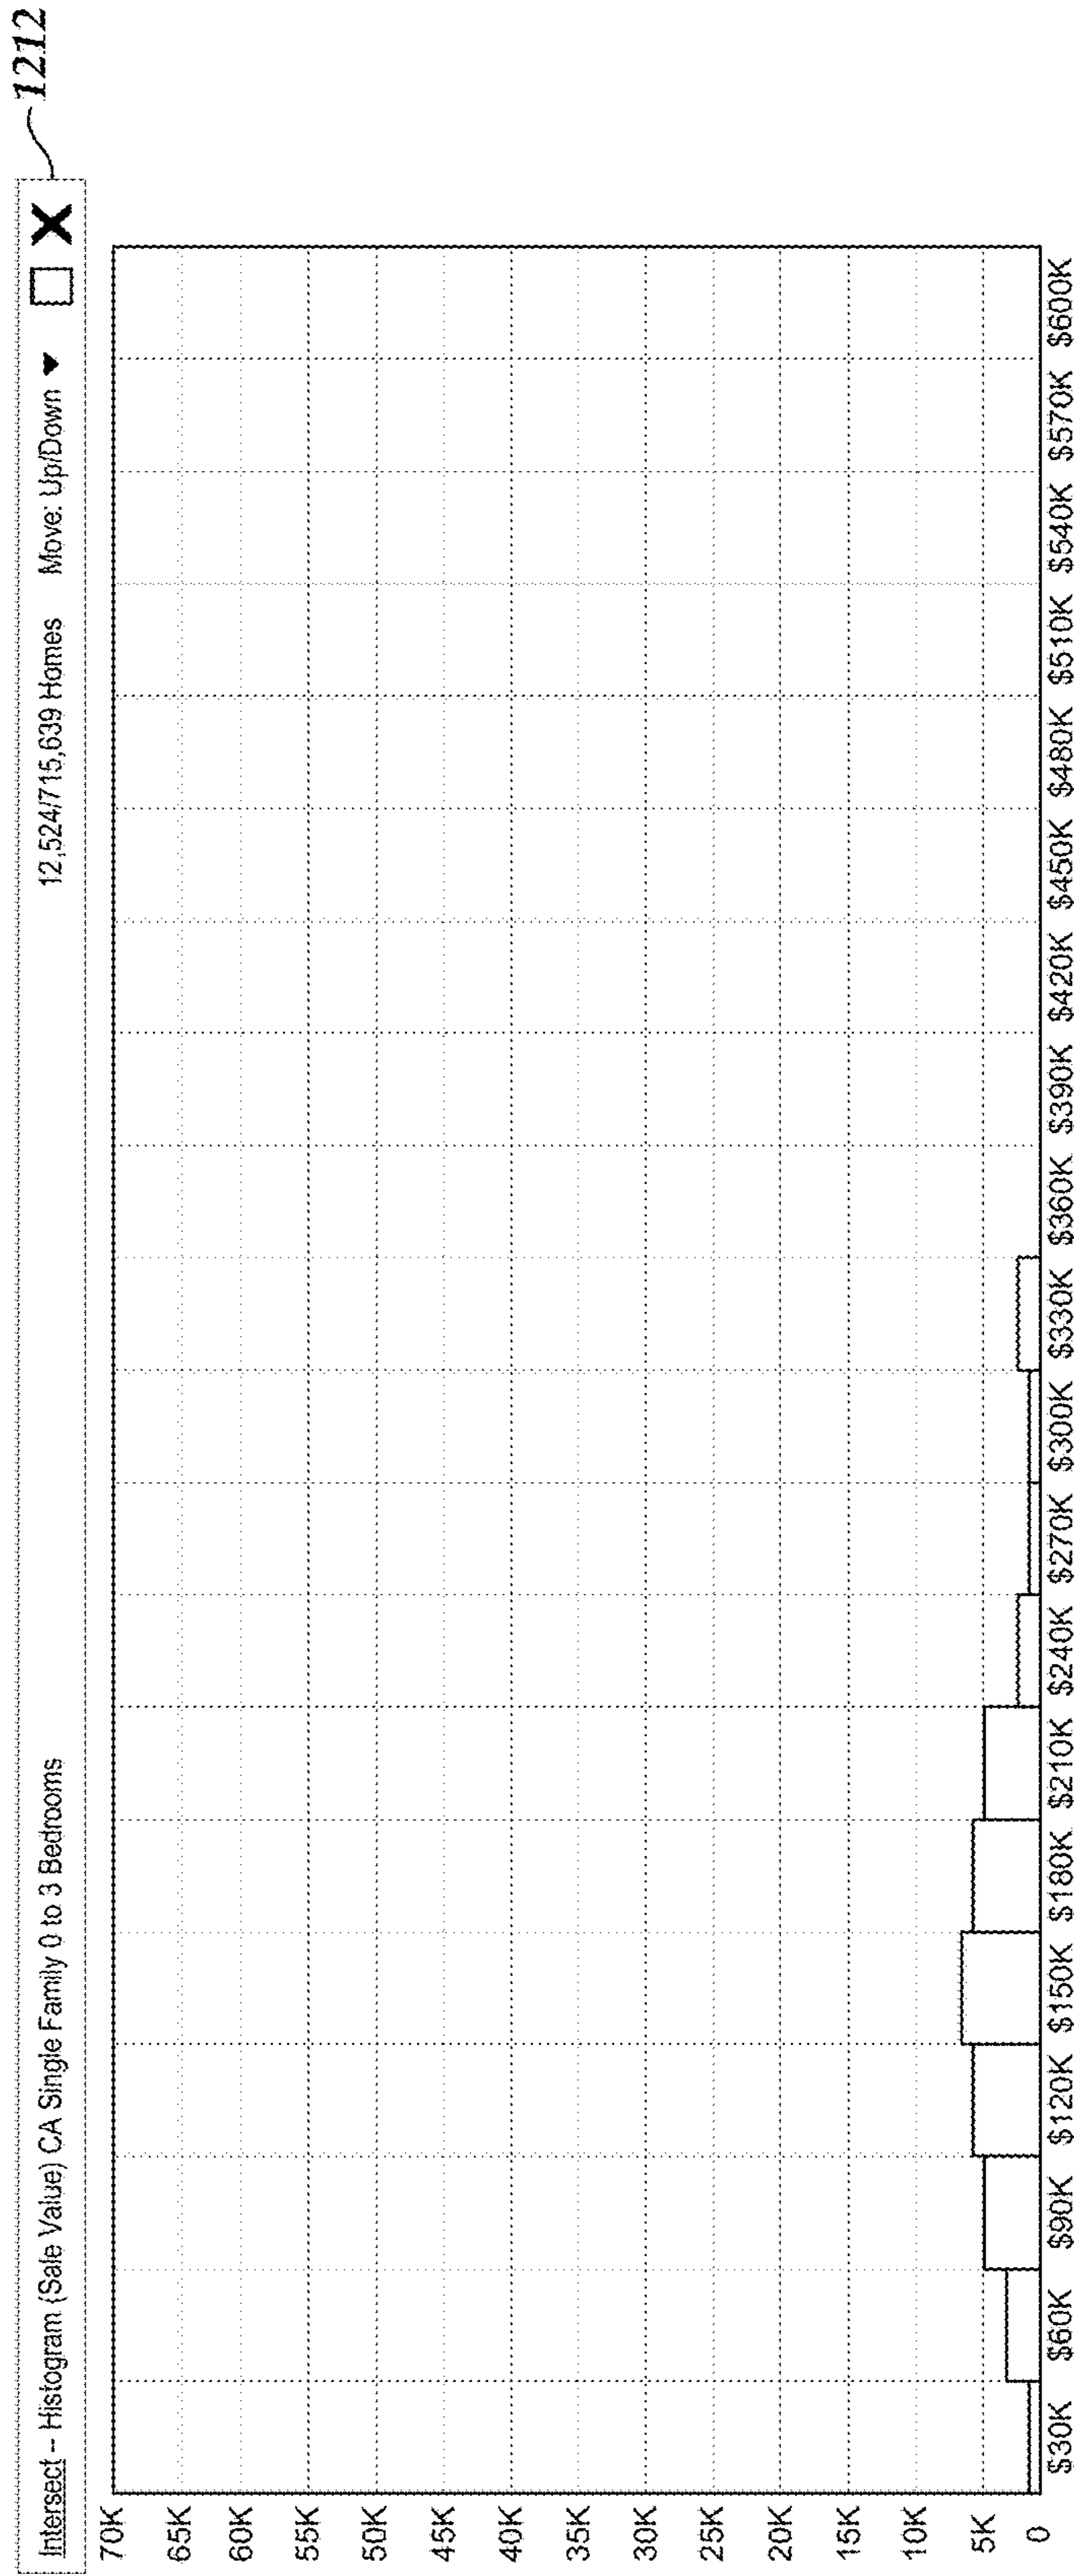 1212
Intersect – Histogram (Sale Value) CA Single Family 0 to 3 Bedrooms 12,524/715,639 Homes Move: Up/Down
70K
65K
60K
55K
50K
45K
40K
35K
30K
25K
20K
15K
10K
5K
0
$30K $60K $90K $120K $150K $180K $210K $240K $270K $300K $330K $360K $390K $420K $450K $480K $510K $540K $570K $600K